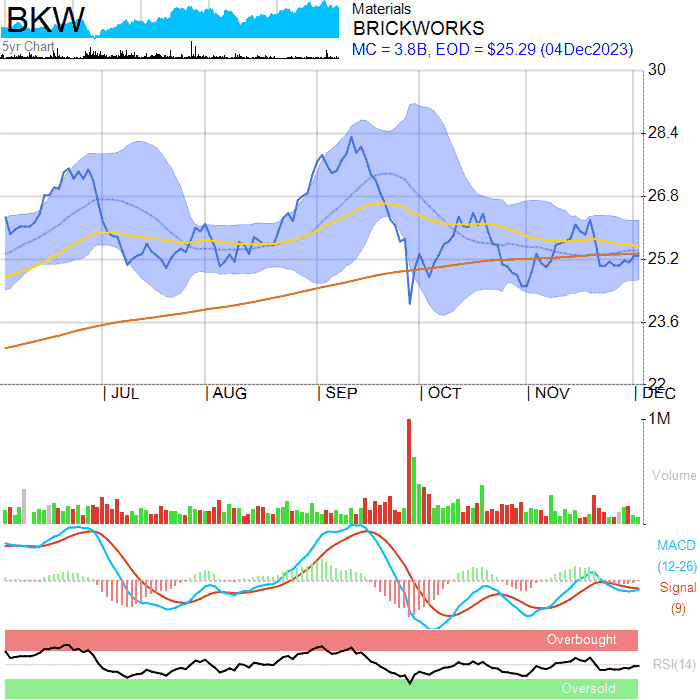 BKW
5yr Chart
Materials
BRICKWORKS
MC = 3.8B, EOD = $25.29 (04Dec2023)
30
28.4
26.8
25.2
23.6
22
JUL AUG SEP OCT NOV DEC
1M
Volume
MACD
(12-26)
Signal
(9)
Overbought
RSI(14)
Oversold